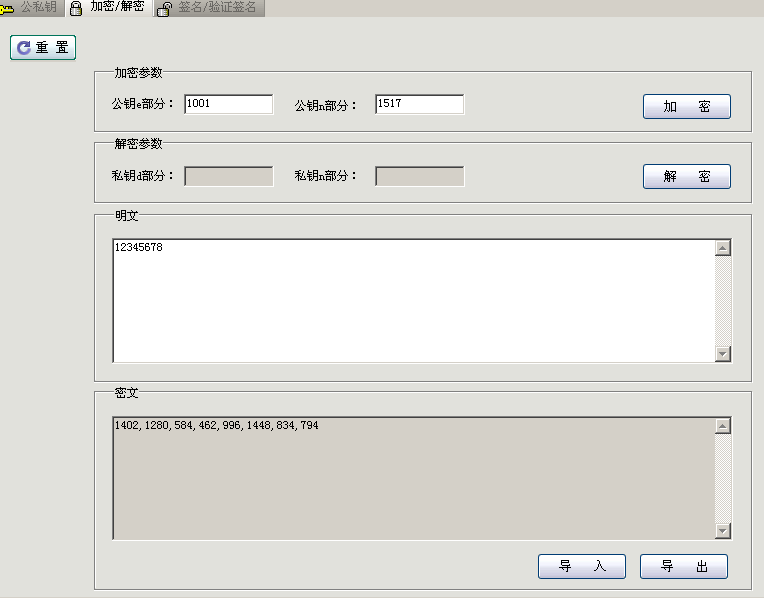 公私钥 加密/解密 签名/验证签名
重 置
加密参数
公钥e部分： 1001 公钥n部分： 1517 加 密
解密参数
私钥d部分： 私钥n部分： 解 密
明文
12345678
密文
1402,1280,584,462,996,1448,834,794
导 入 导 出